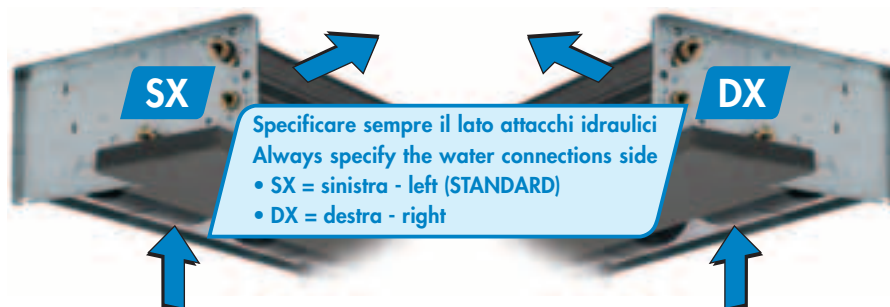 SX
DX
Specificare sempre il lato attacchi idraulici
Always specify the water connections side
• SX = sinistra - left (STANDARD)
• DX = destra - right